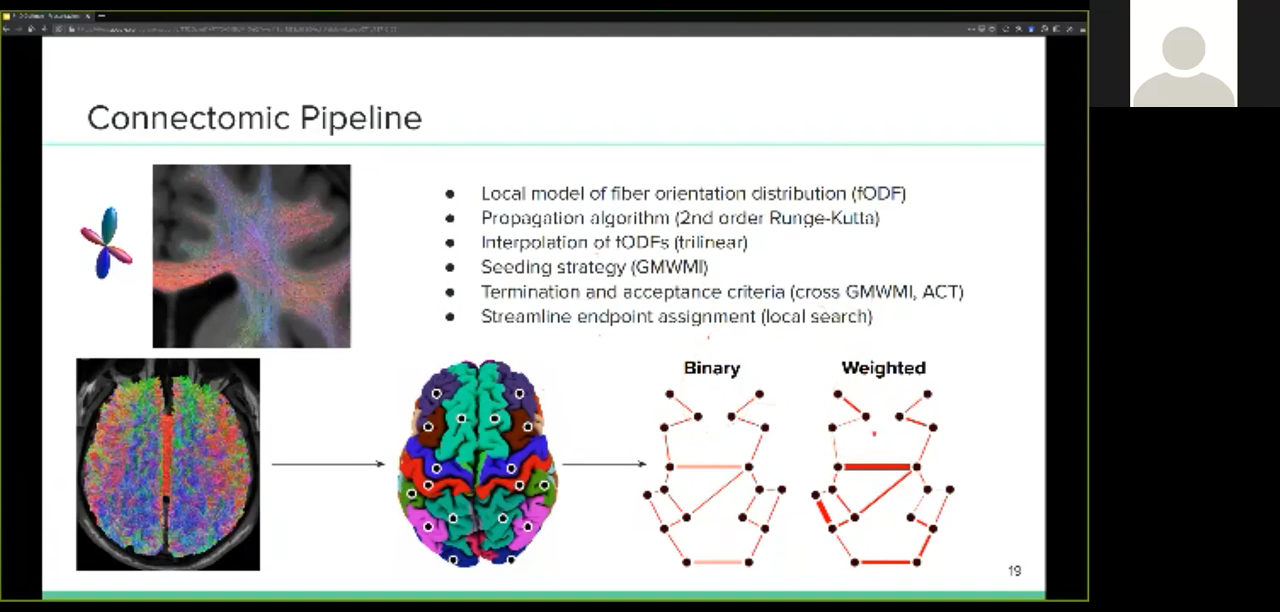 Connectomic Pipeline
● Local model of fiber orientation distribution (fODF)
● Propagation algorithm (2nd order Runge-Kutta)
● Interpolation of fODFs (trilinear)
● Seeding strategy (GMWMI)
● Termination and acceptance criteria (cross GMWMI, ACT)
● Streamline endpoint assignment (local search)
Binary
Weighted
19